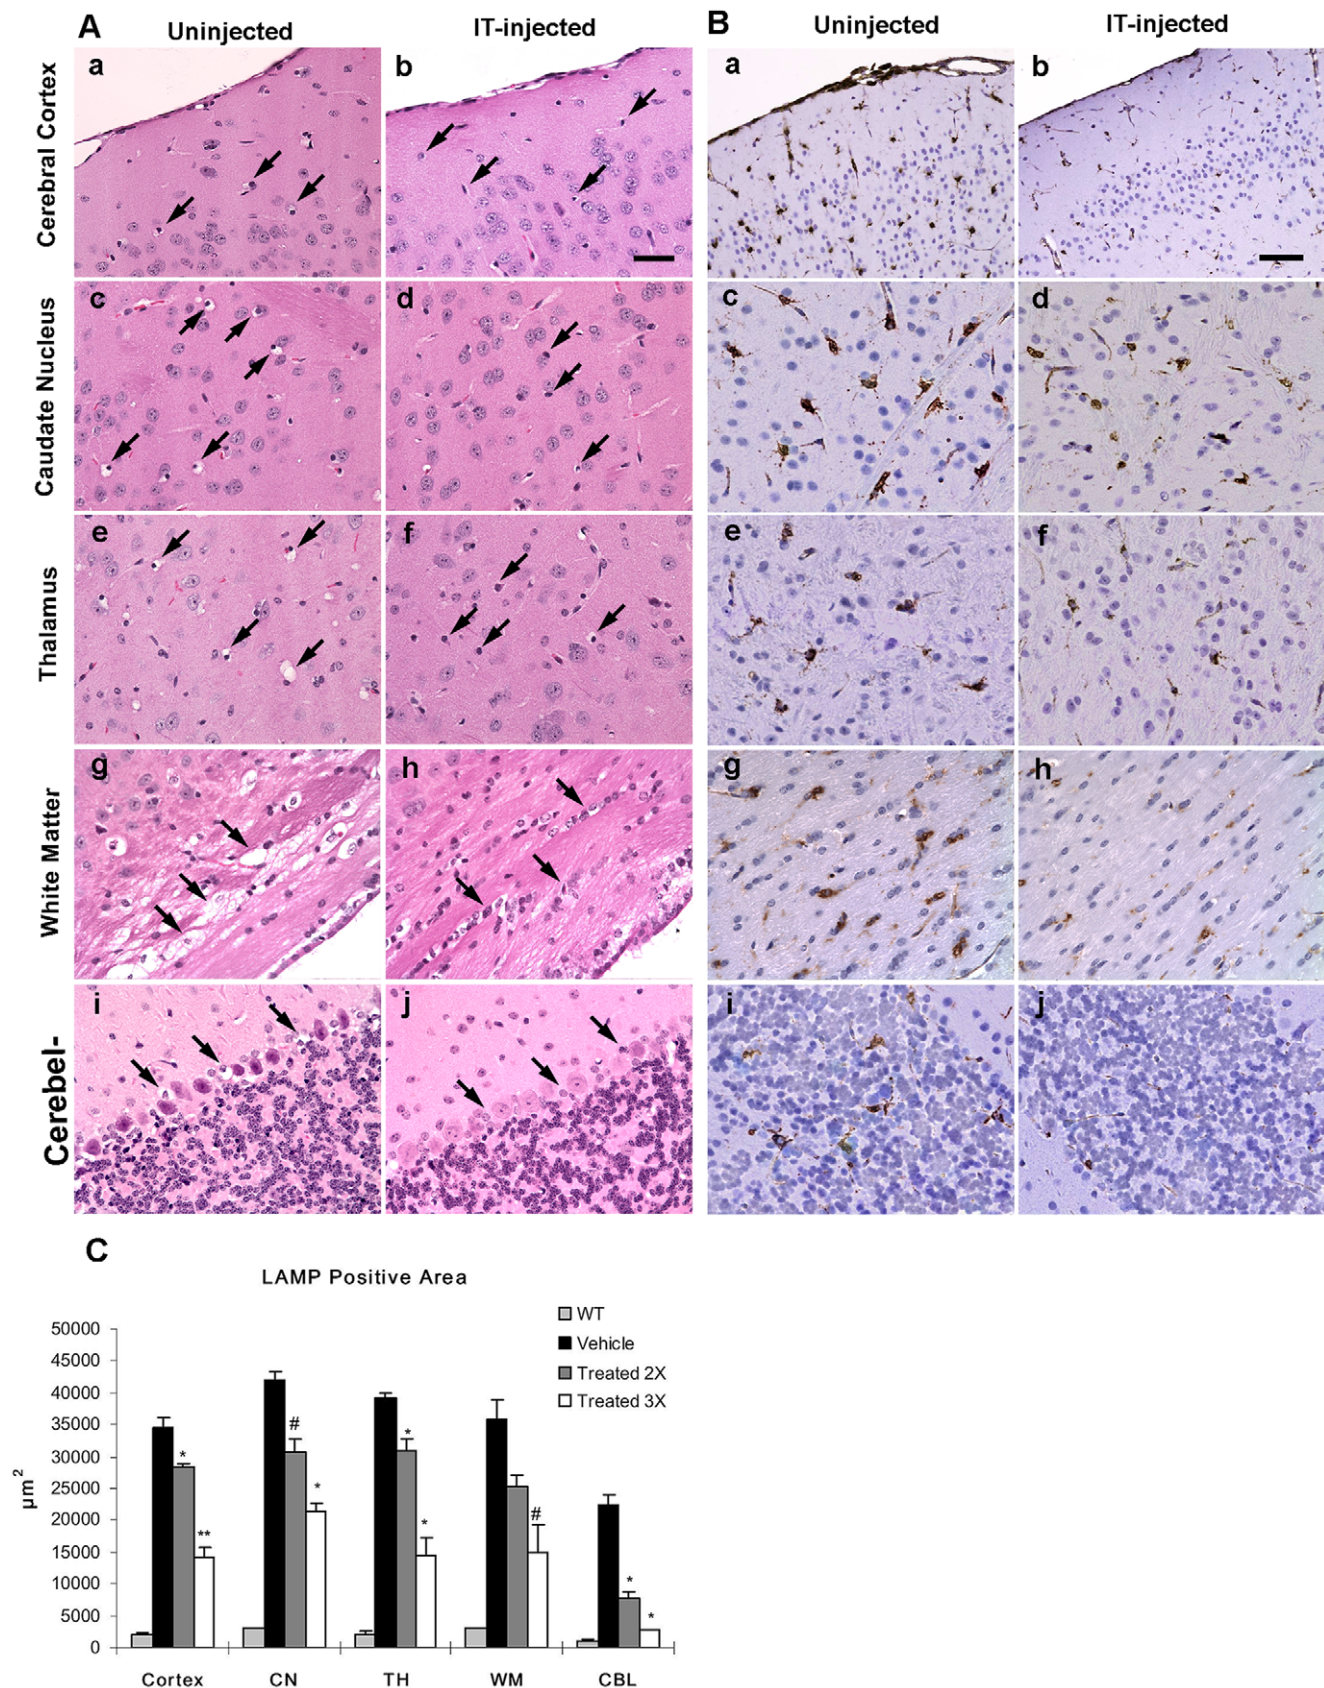 A
Uninjected
IT-injected
B
Uninjected
IT-injected
Cerebral Cortex
a
b
a
b
Caudate Nucleus
c
d
c
d
Thalamus
e
f
e
f
White Matter
g
h
g
h
Cerebel-
i
j
i
j
C
LAMP Positive Area
WT
Vehicle
Treated 2X
Treated 3X
µm²
50000
45000
40000
35000
30000
25000
20000
15000
10000
5000
0
*
**
#
*
*
*
#
*
*
Cortex
CN
TH
WM
CBL